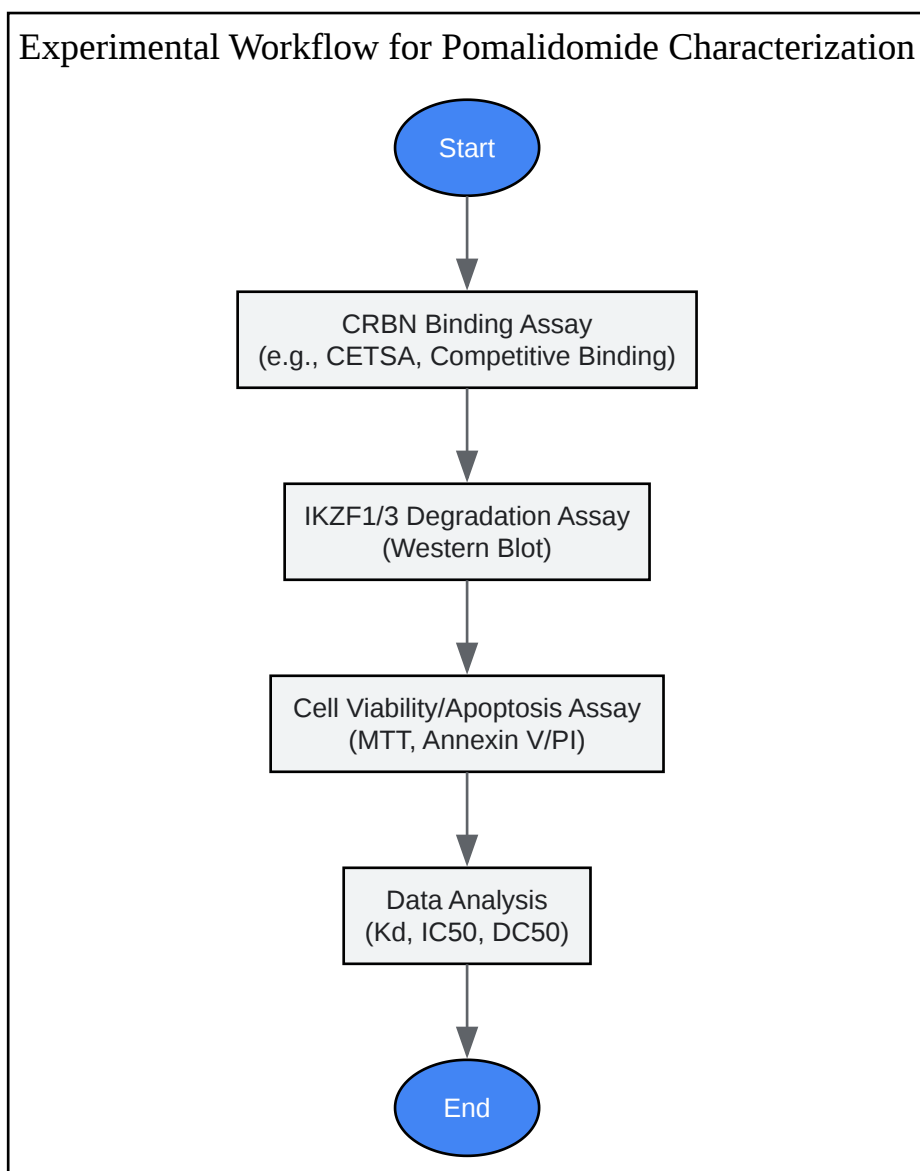 Experimental Workflow for Pomalidomide Characterization
Start
CRBN Binding Assay
(e.g., CETSA, Competitive Binding)
IKZF1/3 Degradation Assay
(Western Blot)
Cell Viability/Apoptosis Assay
(MTT, Annexin V/PI)
Data Analysis
(Kd, IC50, DC50)
End